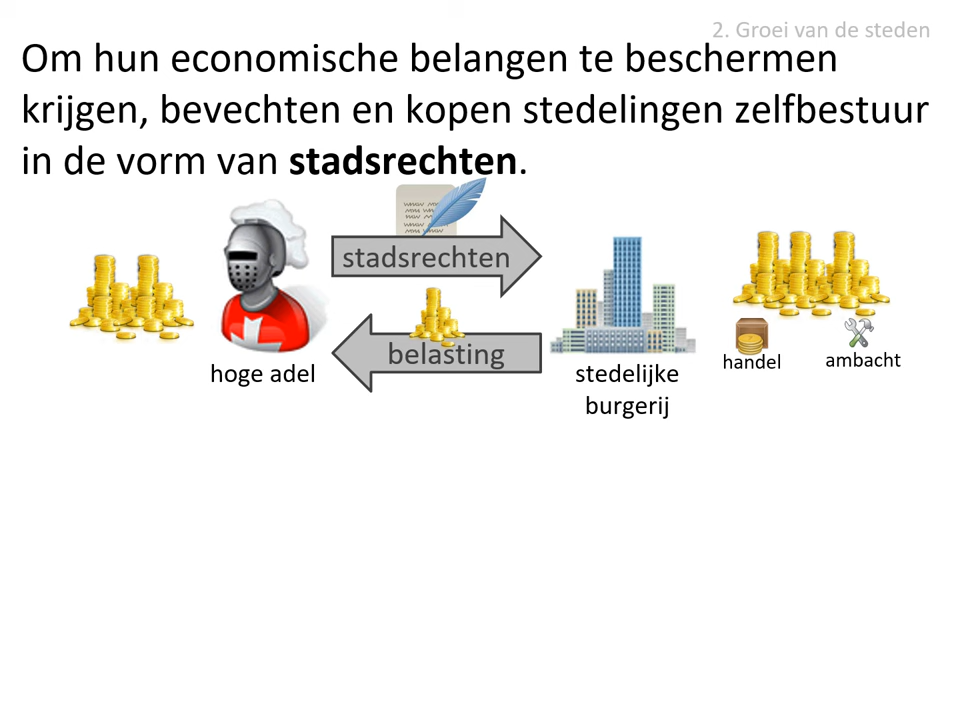 2. Groei van de steden
Om hun economische belangen te beschermen
krijgen, bevechten en kopen stedelingen zelfbestuur
in de vorm van stadsrechten.
stadsrechten
belasting
hoge adel
stedelijke
burgerij
handel
ambacht